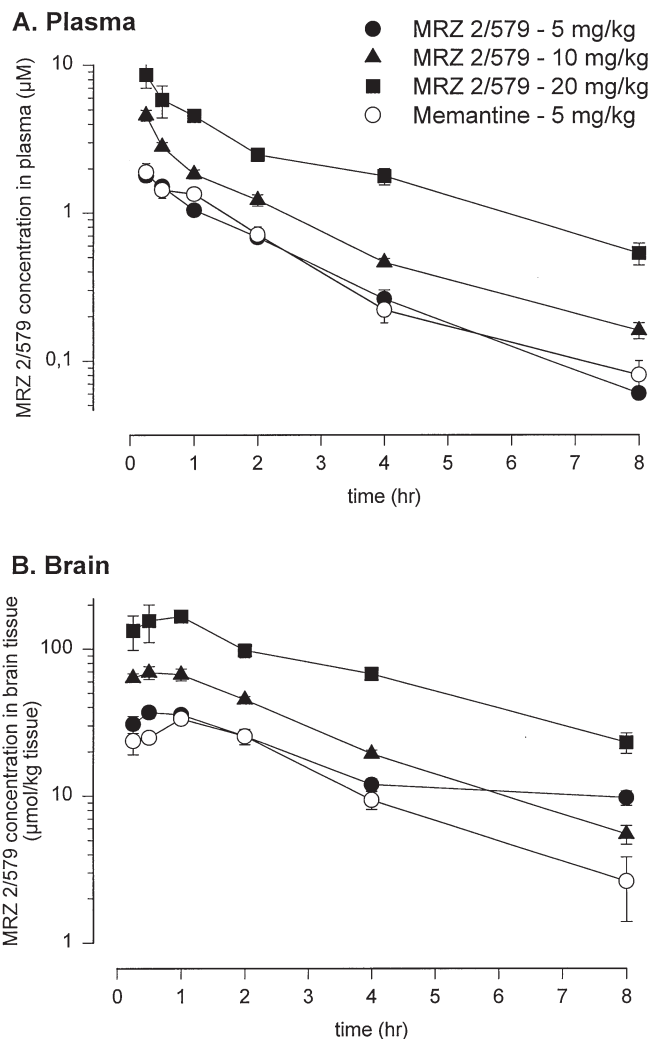 A. Plasma
MRZ 2/579 - 5 mg/kg
MRZ 2/579 - 10 mg/kg
MRZ 2/579 - 20 mg/kg
Memantine - 5 mg/kg
MRZ 2/579 concentration in plasma (µM)
10
1
0,1
0 1 2 3 4 5 6 7 8
time (hr)
B. Brain
MRZ 2/579 concentration in brain tissue
(µmol/kg tissue)
100
10
1
0 1 2 3 4 5 6 7 8
time (hr)